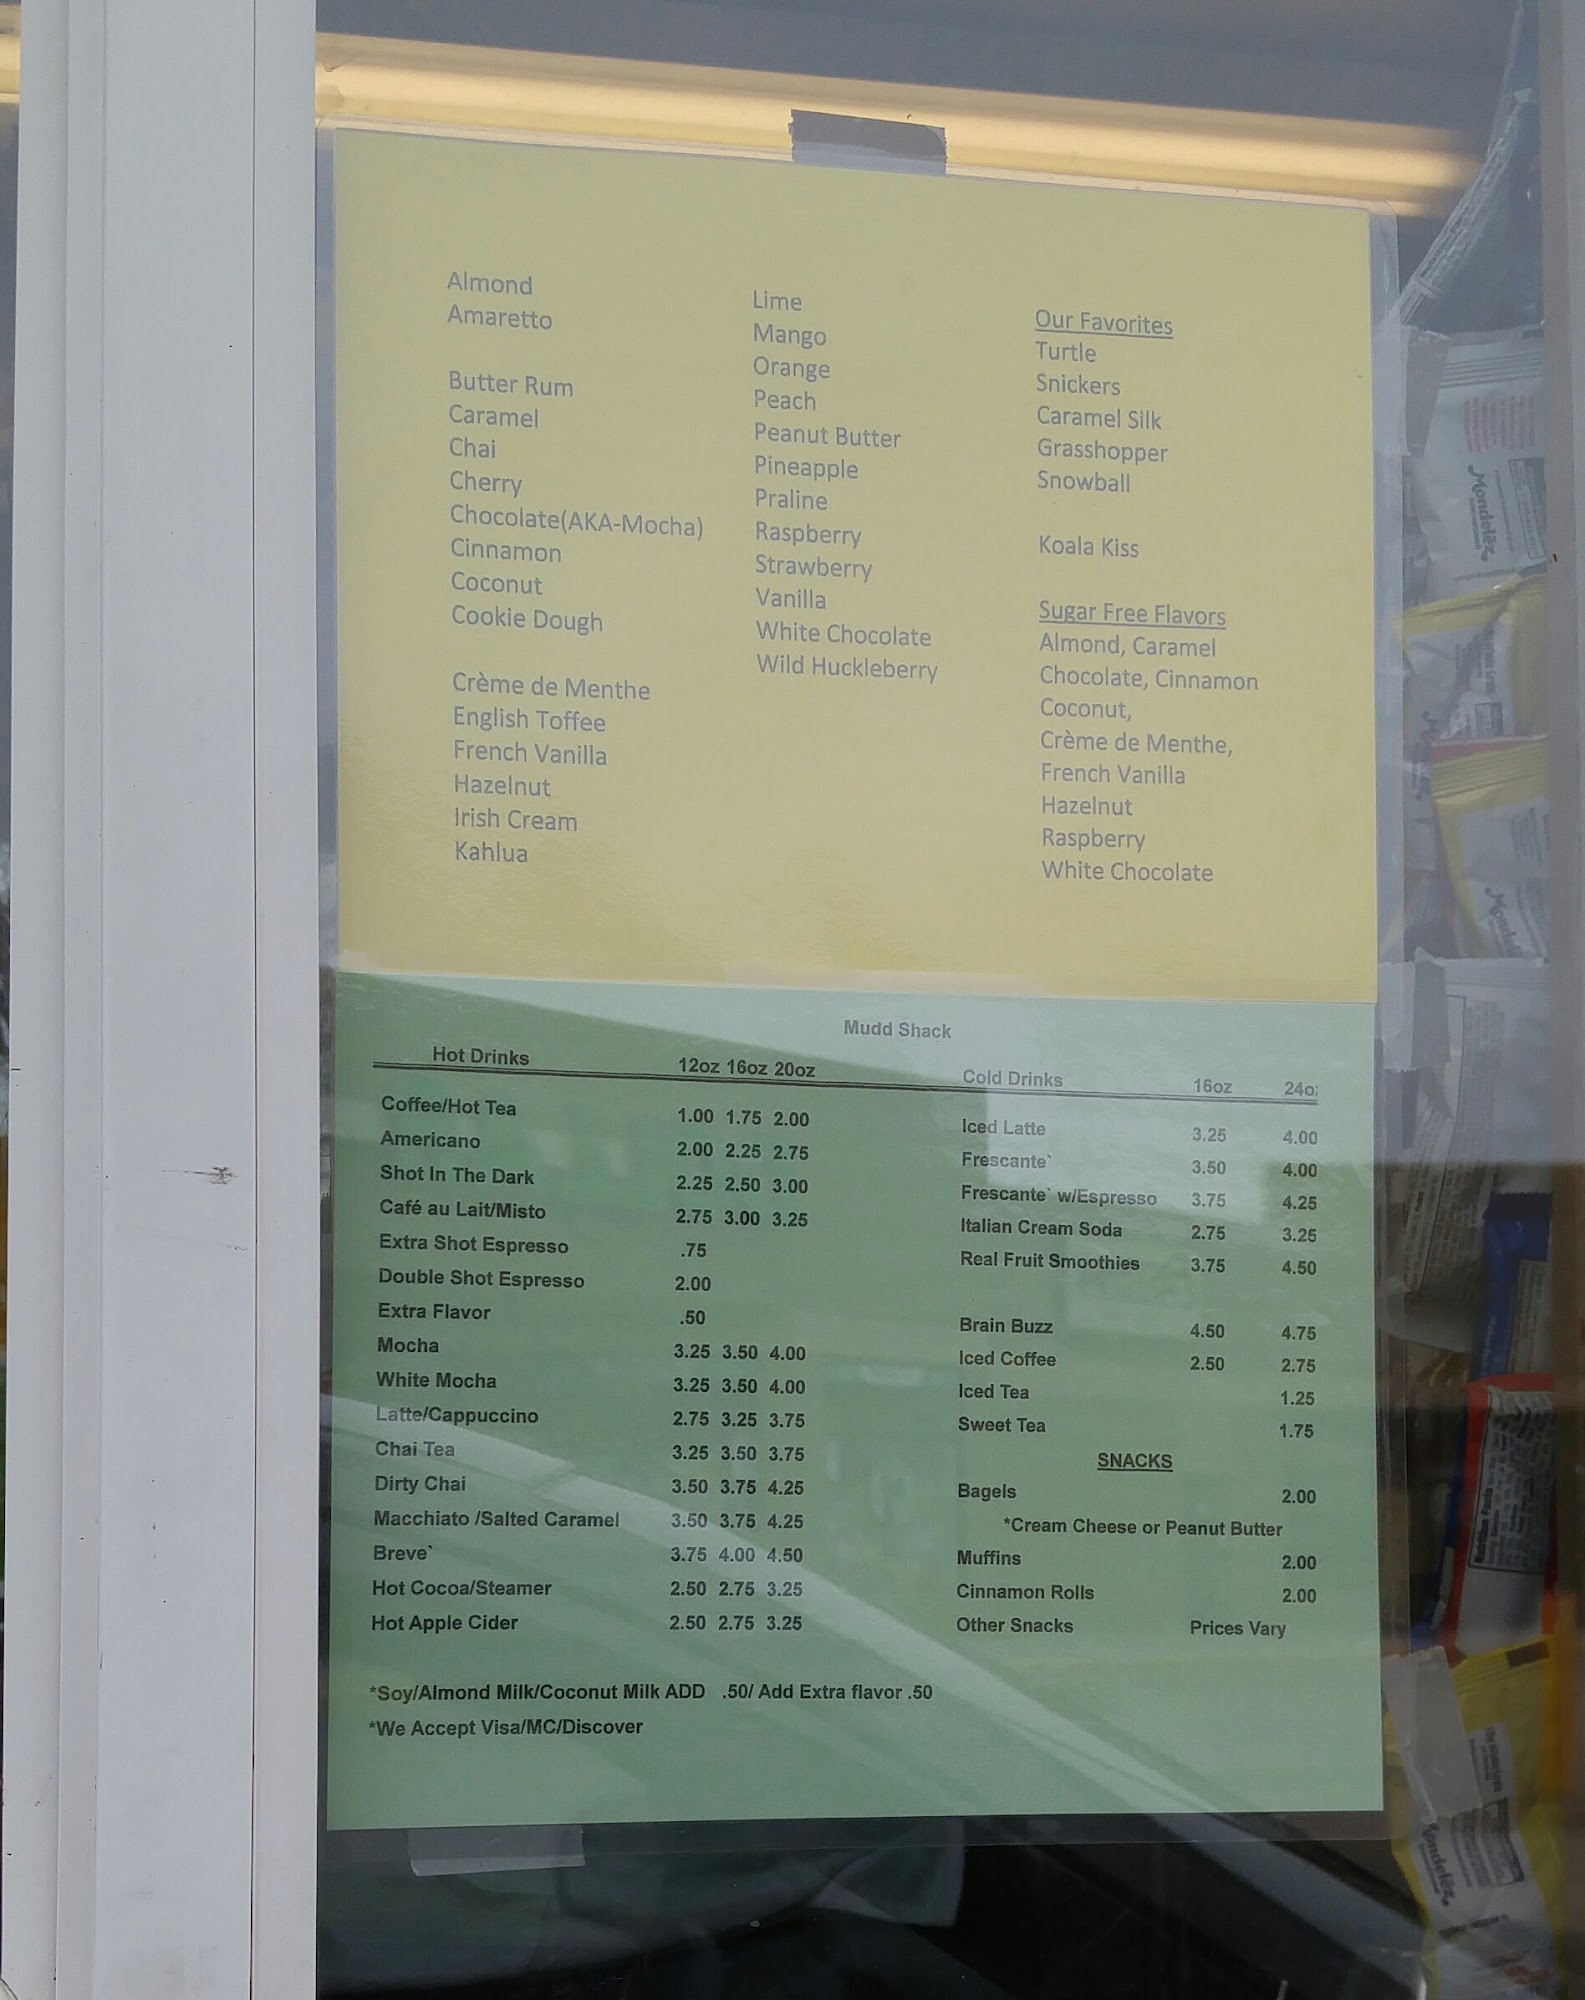 Almond
Amaretto
Butter Rum
Caramel
Chai
Cherry
Chocolate(AKA-Mocha)
Cinnamon
Coconut
Cookie Dough
Crème de Menthe
English Toffee
French Vanilla
Hazelnut
Irish Cream
Kahlua
Lime
Mango
Orange
Peach
Peanut Butter
Pineapple
Praline
Raspberry
Strawberry
Vanilla
White Chocolate
Wild Huckleberry
Our Favorites
Turtle
Snickers
Caramel Silk
Grasshopper
Snowball
Koala Kiss
Sugar Free Flavors
Almond, Caramel
Chocolate, Cinnamon
Coconut,
Crème de Menthe,
French Vanilla
Hazelnut
Raspberry
White Chocolate
Mudd Shack
Hot Drinks 12oz 16oz 20oz
Coffee/Hot Tea 1.00 1.75 2.00
Americano 2.00 2.25 2.75
Shot In The Dark 2.25 2.50 3.00
Café au Lait/Misto 2.75 3.00 3.25
Extra Shot Espresso .75
Double Shot Espresso 2.00
Extra Flavor .50
Mocha 3.25 3.50 4.00
White Mocha 3.25 3.50 4.00
Latte/Cappuccino 2.75 3.25 3.75
Chai Tea 3.25 3.50 3.75
Dirty Chai 3.50 3.75 4.25
Macchiato /Salted Caramel 3.50 3.75 4.25
Breve` 3.75 4.00 4.50
Hot Cocoa/Steamer 2.50 2.75 3.25
Hot Apple Cider 2.50 2.75 3.25
*Soy/Almond Milk/Coconut Milk ADD .50/ Add Extra flavor .50
*We Accept Visa/MC/Discover
Cold Drinks 16oz 24oz
Iced Latte 3.25 4.00
Frescante` 3.50 4.00
Frescante` w/Espresso 3.75 4.25
Italian Cream Soda 2.75 3.25
Real Fruit Smoothies 3.75 4.50
Brain Buzz 4.50 4.75
Iced Coffee 2.50 2.75
Iced Tea 1.25
Sweet Tea 1.75
SNACKS
Bagels 2.00
*Cream Cheese or Peanut Butter
Muffins 2.00
Cinnamon Rolls 2.00
Other Snacks Prices Vary
Mondelēz
Mondelēz
Nutrition Facts
Mondelēz